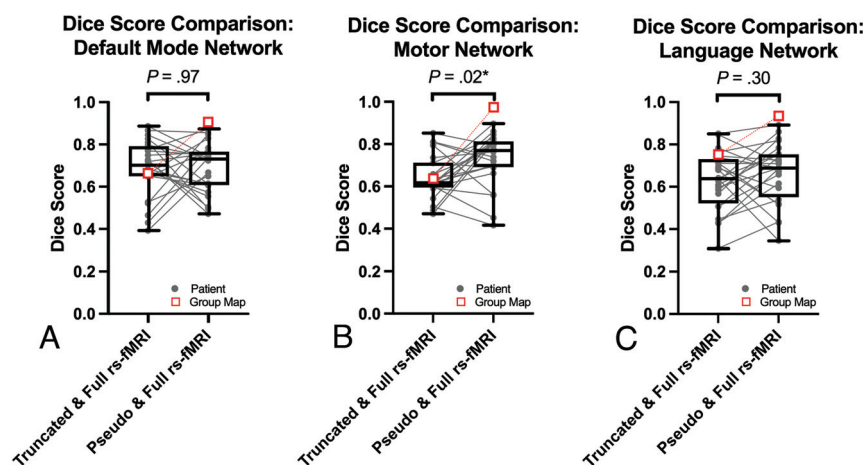 Dice Score Comparison:
Default Mode Network
P = .97
1.0
0.8
0.6
0.4
0.2
0.0
Dice Score
Patient
Group Map
Truncated & Full rs-fMRI
Pseudo & Full rs-fMRI
A
Dice Score Comparison:
Motor Network
P = .02*
1.0
0.8
0.6
0.4
0.2
0.0
Dice Score
Patient
Group Map
Truncated & Full rs-fMRI
Pseudo & Full rs-fMRI
B
Dice Score Comparison:
Language Network
P = .30
1.0
0.8
0.6
0.4
0.2
0.0
Dice Score
Patient
Group Map
Truncated & Full rs-fMRI
Pseudo & Full rs-fMRI
C